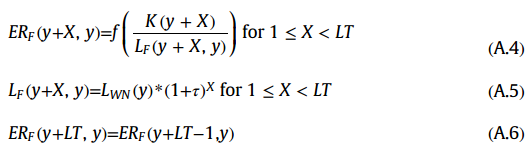 ER_F(y+X, y)=f( K(y + X) / L_F(y + X, y) ) for 1 ≤ X < LT (A.4)
L_F(y+X, y)=L_WN(y)*(1+τ)^X for 1 ≤ X < LT (A.5)
ER_F(y+LT, y)=ER_F(y+LT−1,y) (A.6)